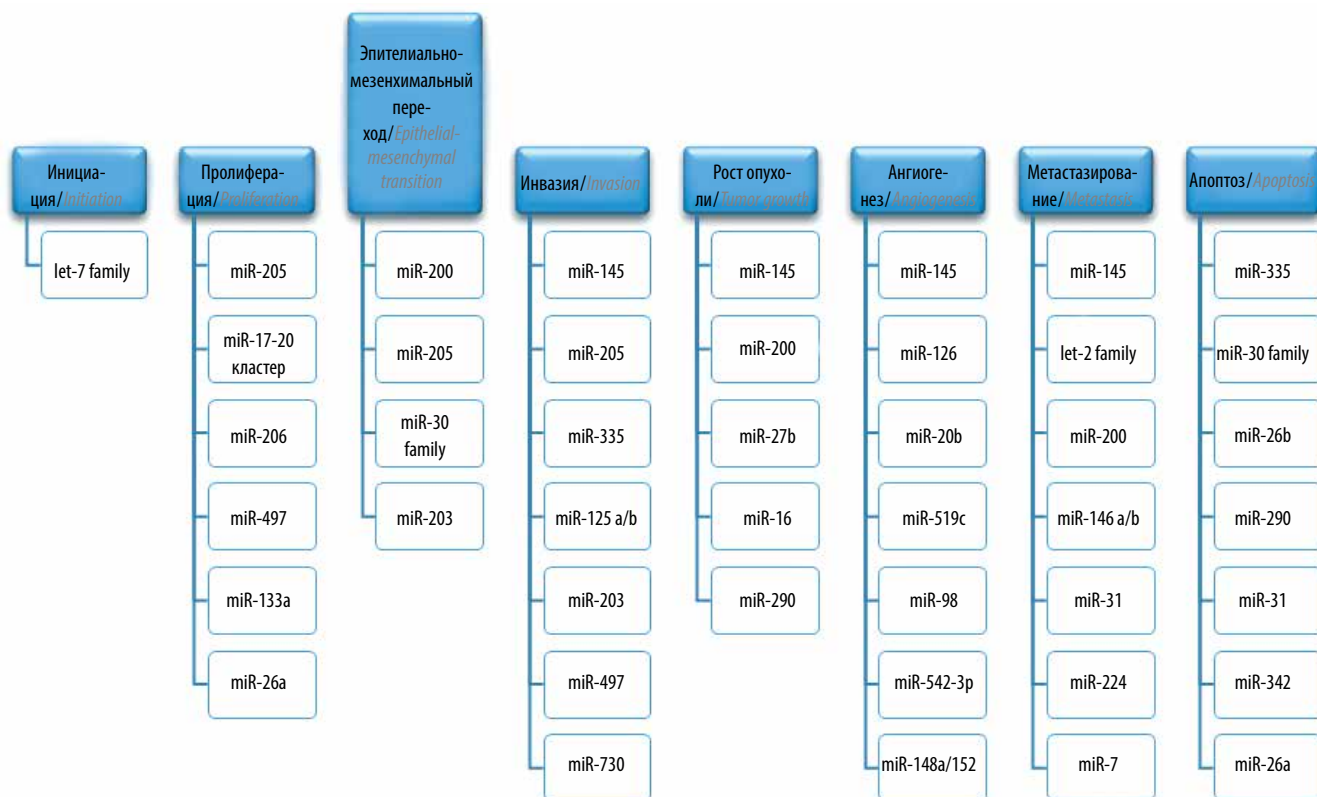 Эпителиально-
мезенхимальный
пере-
ход/Epithelial-
mesenchymal
transition
Инициа-
ция/Initiation
Пролифера-
ция/Proliferation
Инвазия/Invasion
Рост опухо-
ли/Tumor growth
Ангиоге-
нез/Angiogenesis
Метастазирова-
ние/Metastasis
Апоптоз/Apoptosis
let-7 family
miR-205
miR-17-20
кластер
miR-206
miR-497
miR-133a
miR-26a
miR-200
miR-205
miR-30
family
miR-203
miR-145
miR-205
miR-335
miR-125 a/b
miR-203
miR-497
miR-730
miR-145
miR-200
miR-27b
miR-16
miR-290
miR-145
miR-126
miR-20b
miR-519c
miR-98
miR-542-3p
miR-148a/152
miR-145
let-2 family
miR-200
miR-146 a/b
miR-31
miR-224
miR-7
miR-335
miR-30 family
miR-26b
miR-290
miR-31
miR-342
miR-26a